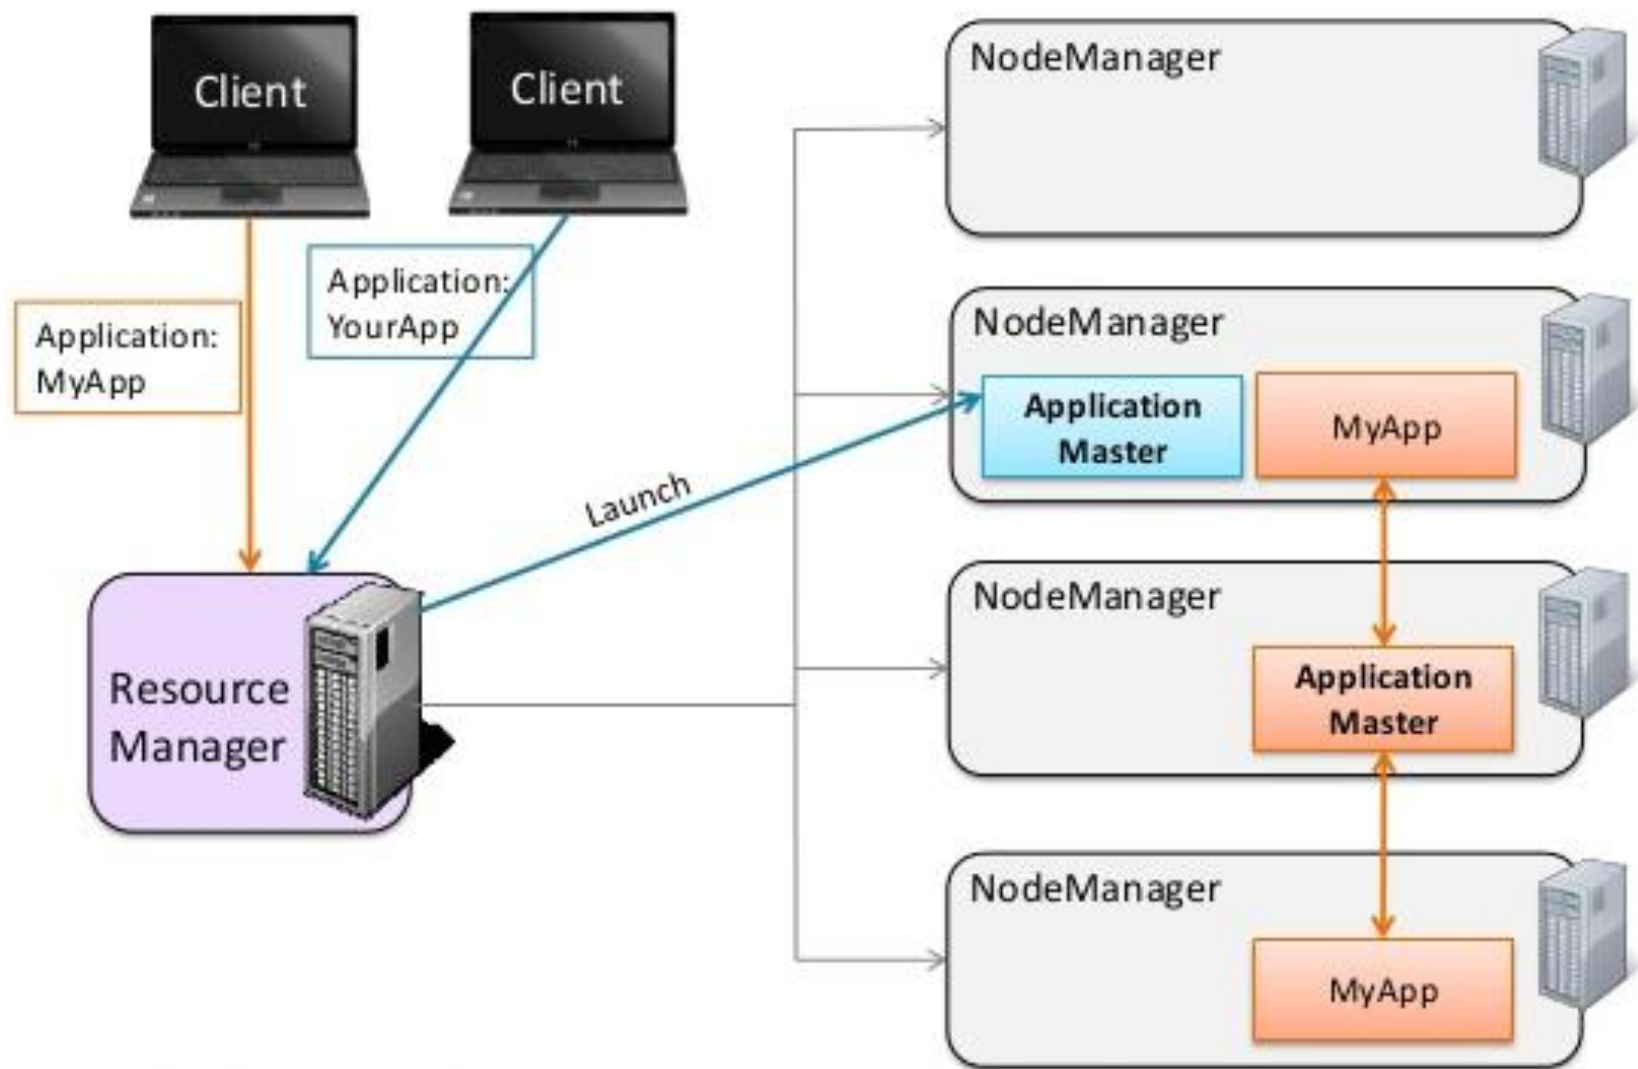 Client
Client
Application:
MyApp
Application:
YourApp
Launch
Resource
Manager
NodeManager
NodeManager
Application
Master
MyApp
NodeManager
Application
Master
NodeManager
MyApp